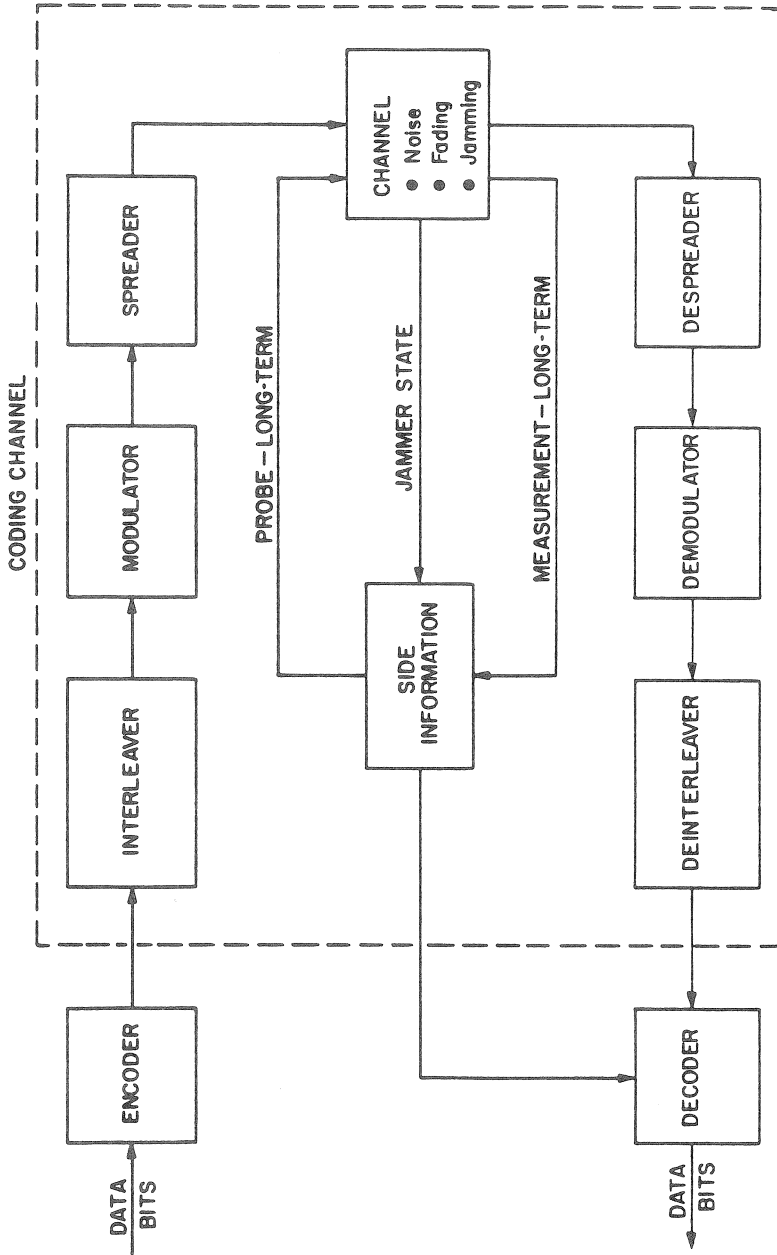 CODING CHANNEL
DATA
BITS
ENCODER
INTERLEAVER
MODULATOR
SPREADER
PROBE – LONG-TERM
SIDE
INFORMATION
JAMMER STATE
CHANNEL
• Noise
• Fading
• Jamming
MEASUREMENT – LONG-TERM
DATA
BITS
DECODER
DEINTERLEAVER
DEMODULATOR
DESPREADER